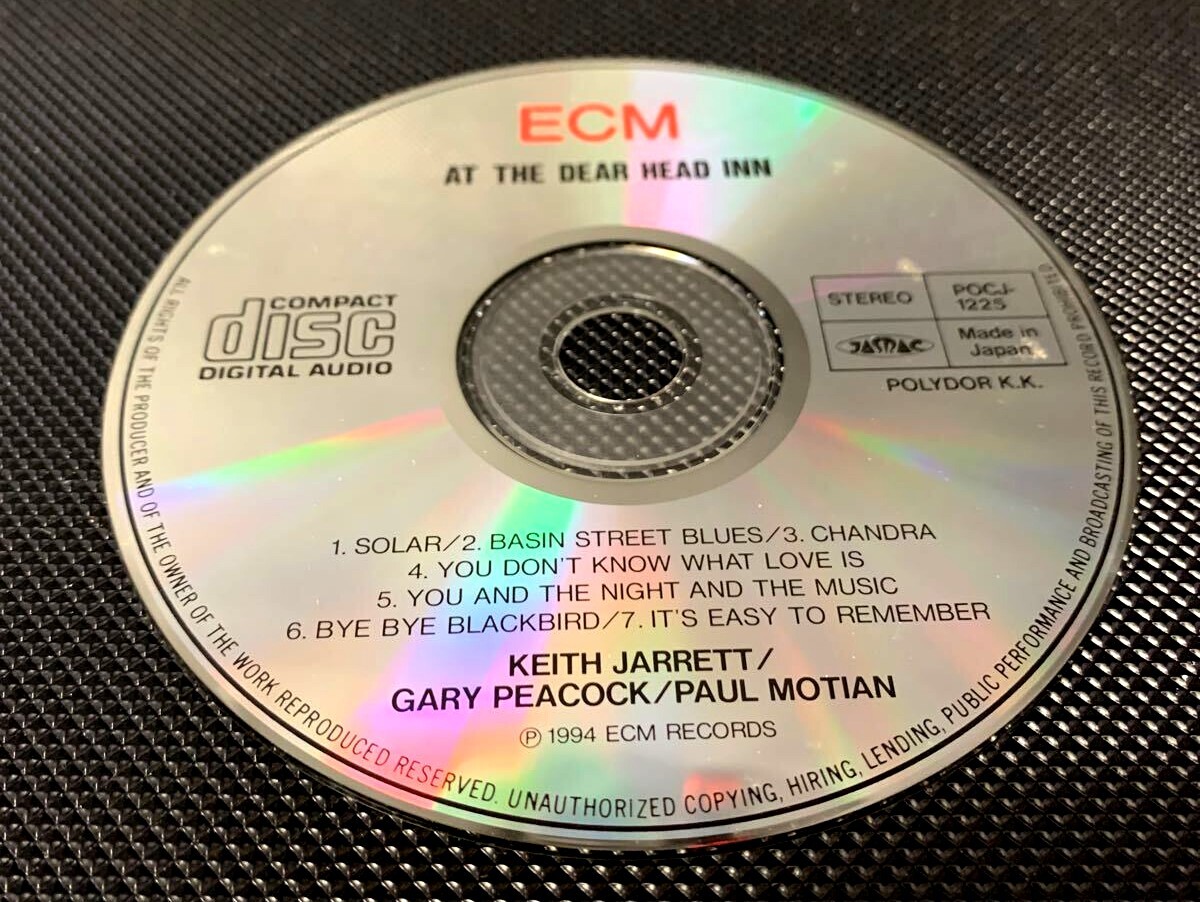 ECM
AT THE DEAR HEAD INN
COMPACT
disc
DIGITAL AUDIO
STEREO
POCJ-
1225
JASRAC
Made in
Japan
POLYDOR K.K.
1. SOLAR/2. BASIN STREET BLUES/3. CHANDRA
4. YOU DON'T KNOW WHAT LOVE IS
5. YOU AND THE NIGHT AND THE MUSIC
6. BYE BYE BLACKBIRD/7. IT'S EASY TO REMEMBER
KEITH JARRETT/
GARY PEACOCK/PAUL MOTIAN
Ⓟ 1994 ECM RECORDS
ALL RIGHTS OF THE PRODUCER AND OF THE OWNER OF THE WORK REPRODUCED RESERVED. UNAUTHORIZED COPYING, HIRING, LENDING, PUBLIC PERFORMANCE AND BROADCASTING OF THIS RECORD PROHIBITED